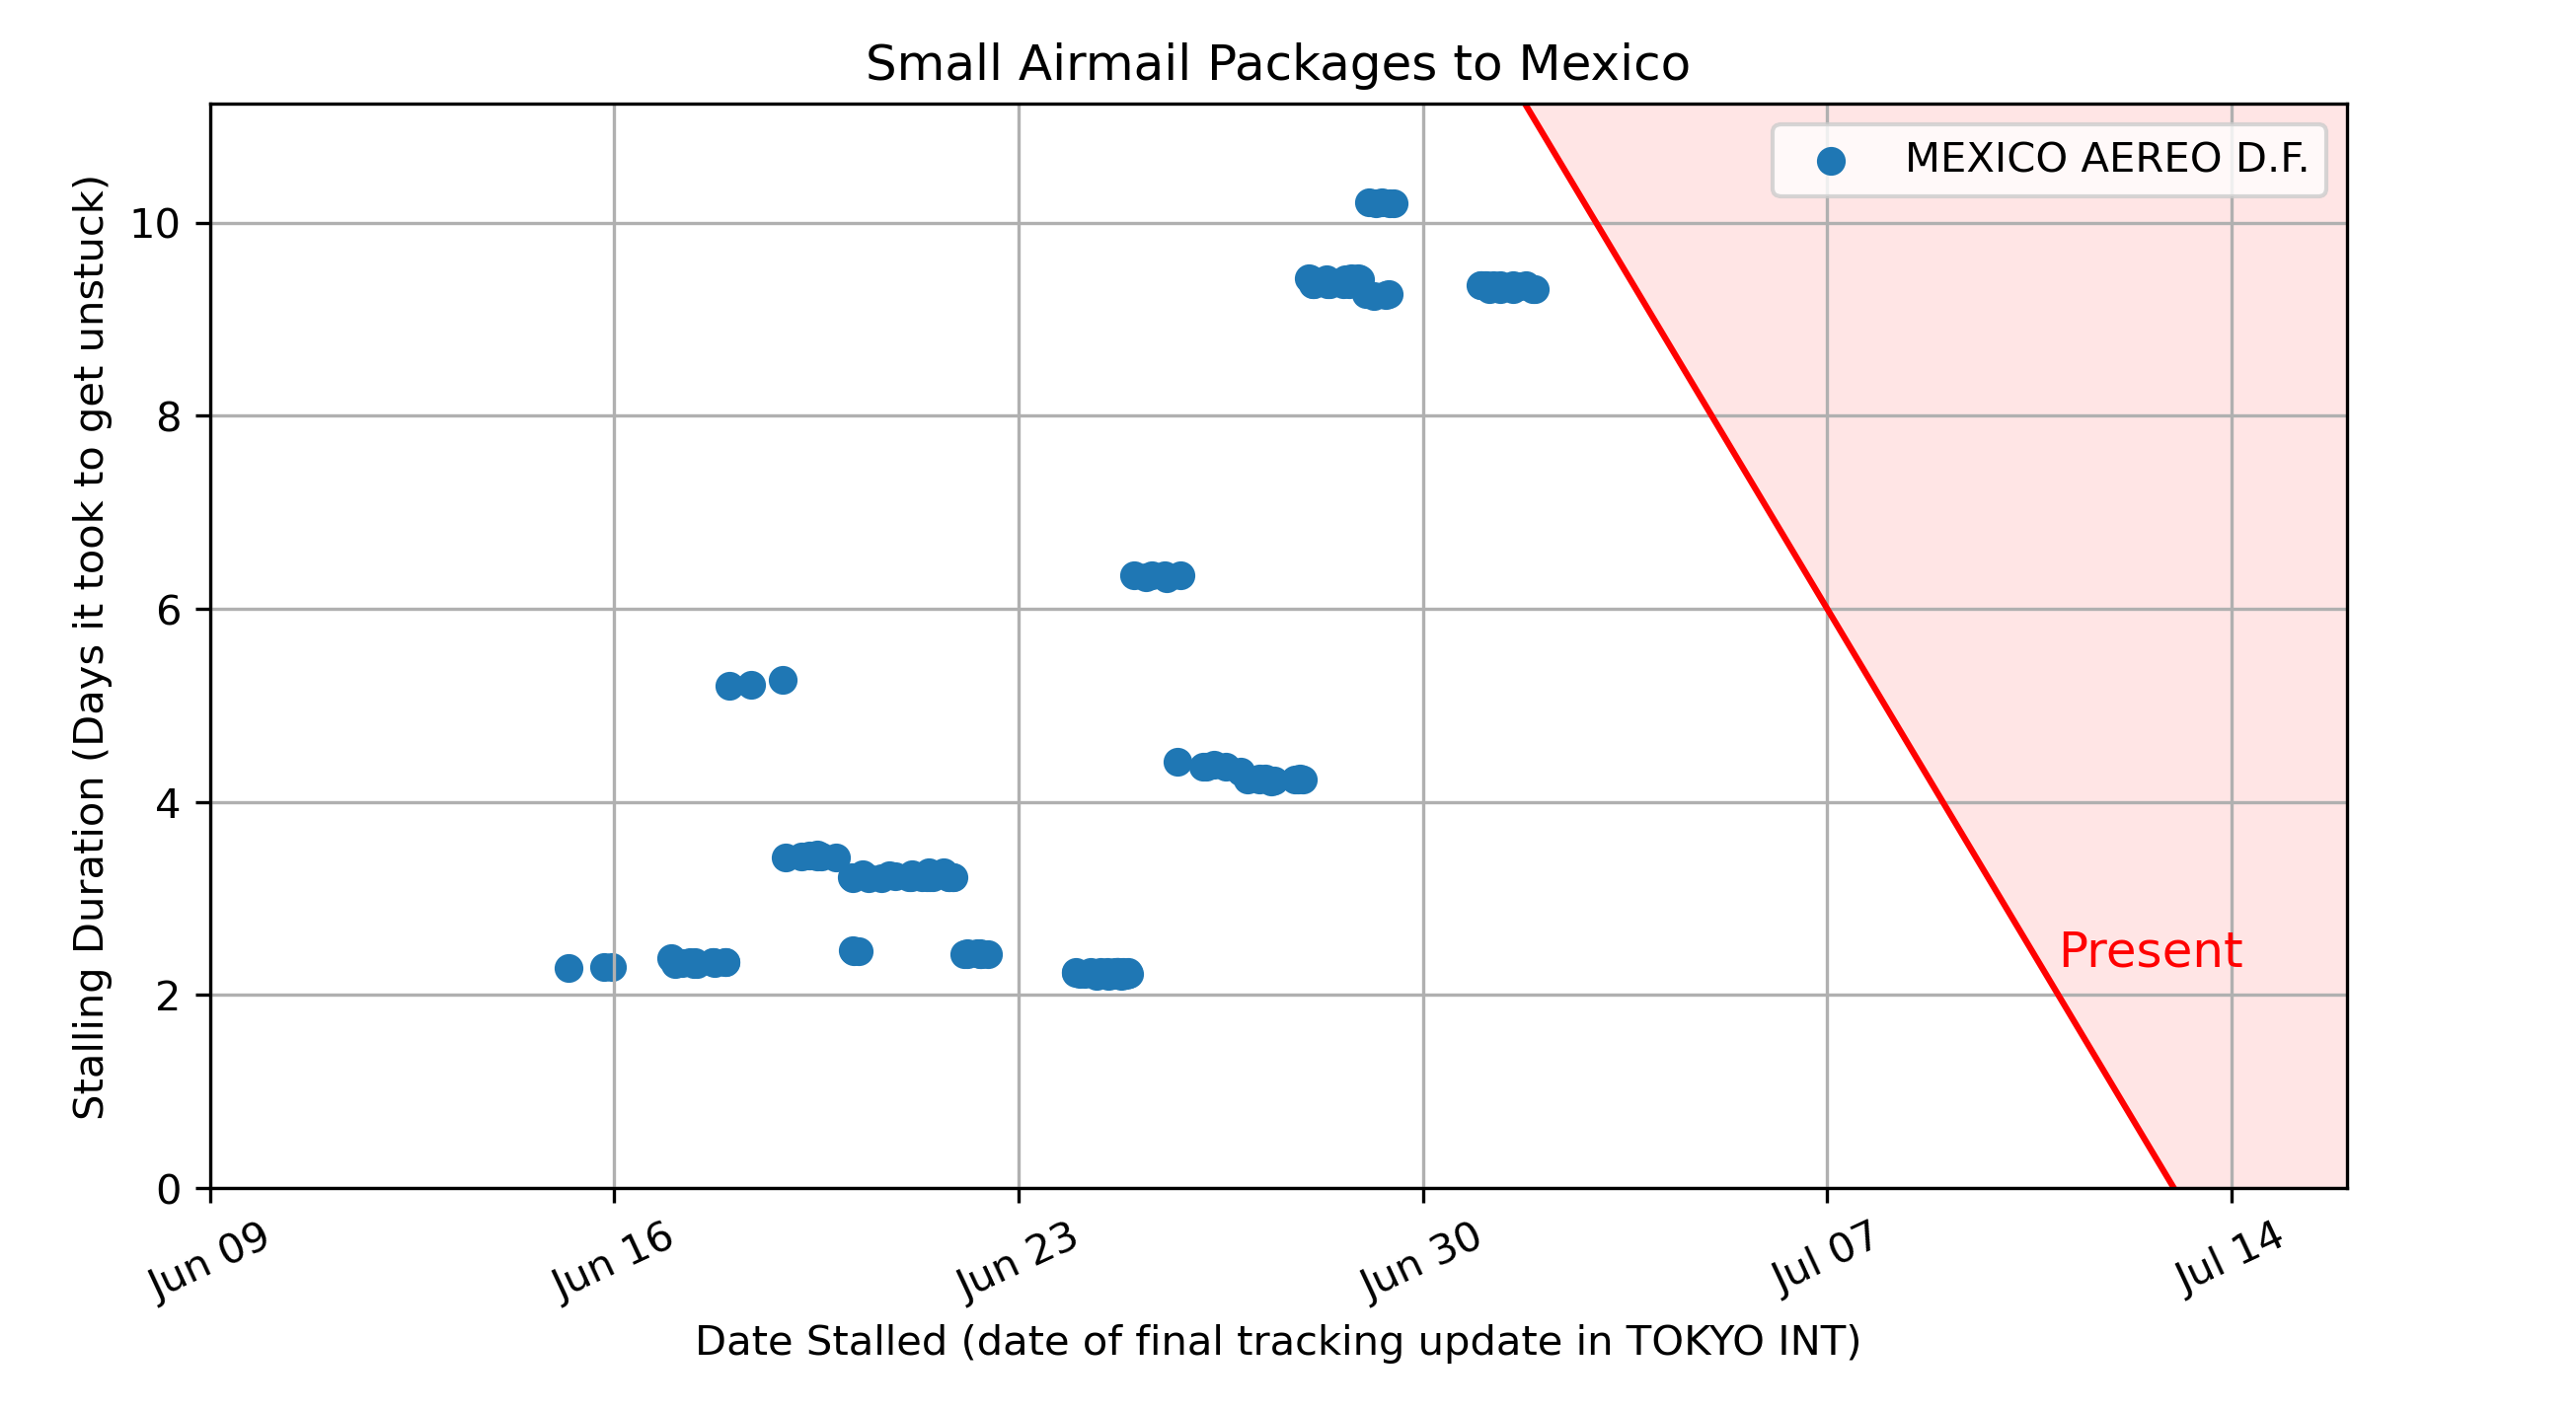 Small Airmail Packages to Mexico
MEXICO AEREO D.F.
Stalling Duration (Days it took to get unstuck)
10
8
6
4
2
0
Present
Jun 09
Jun 16
Jun 23
Jun 30
Jul 07
Jul 14
Date Stalled (date of final tracking update in TOKYO INT)